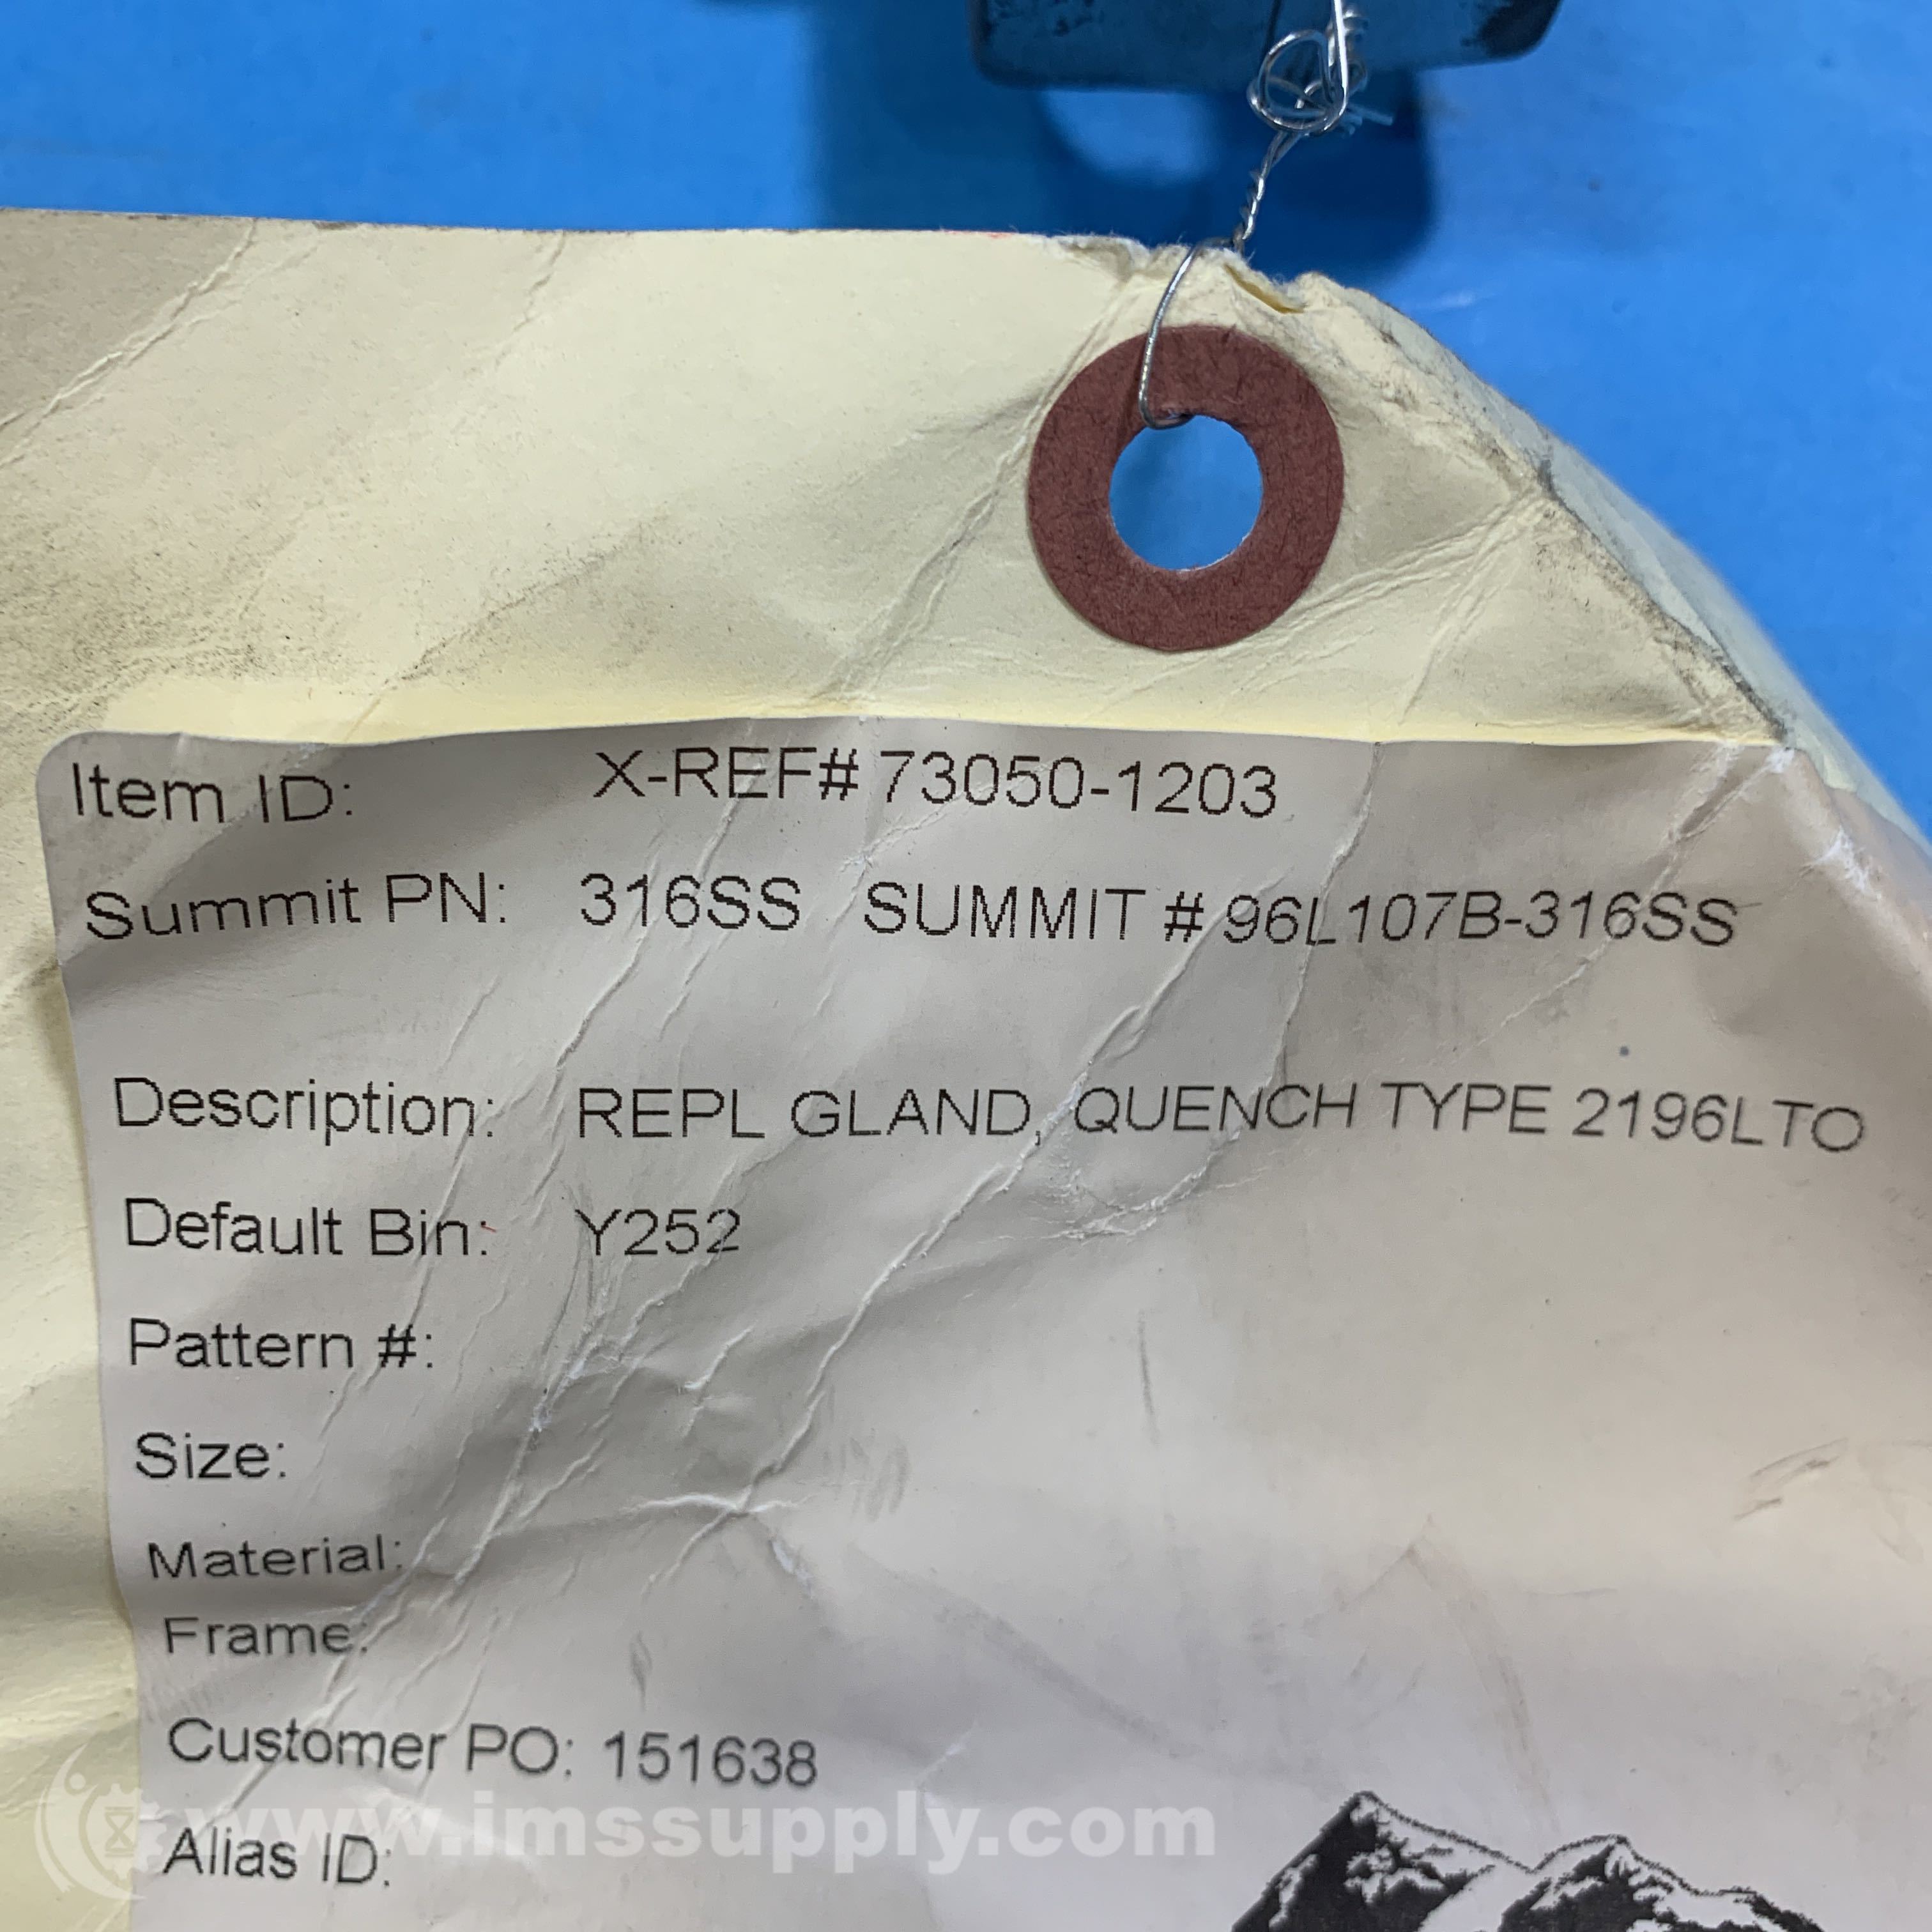 Item ID: X-REF# 73050-1203
Summit PN: 316SS SUMMIT # 96L107B-316SS
Description: REPL GLAND, QUENCH TYPE 2196LTO
Default Bin: Y252
Pattern #:
Size:
Material:
Frame:
Customer PO: 151638
www.imssupply.com
Alias ID: